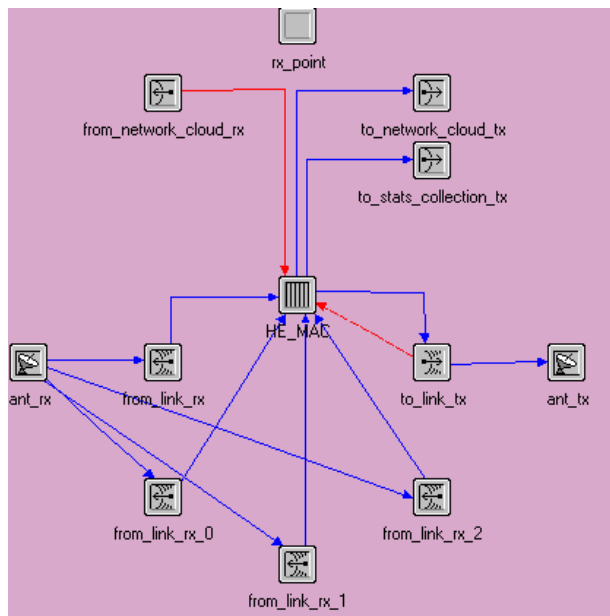 rx_point
from_network_cloud_rx
to_network_cloud_tx
to_stats_collection_tx
HE_MAC
ant_rx
from_link_rx
to_link_tx
ant_tx
from_link_rx_0
from_link_rx_2
from_link_rx_1